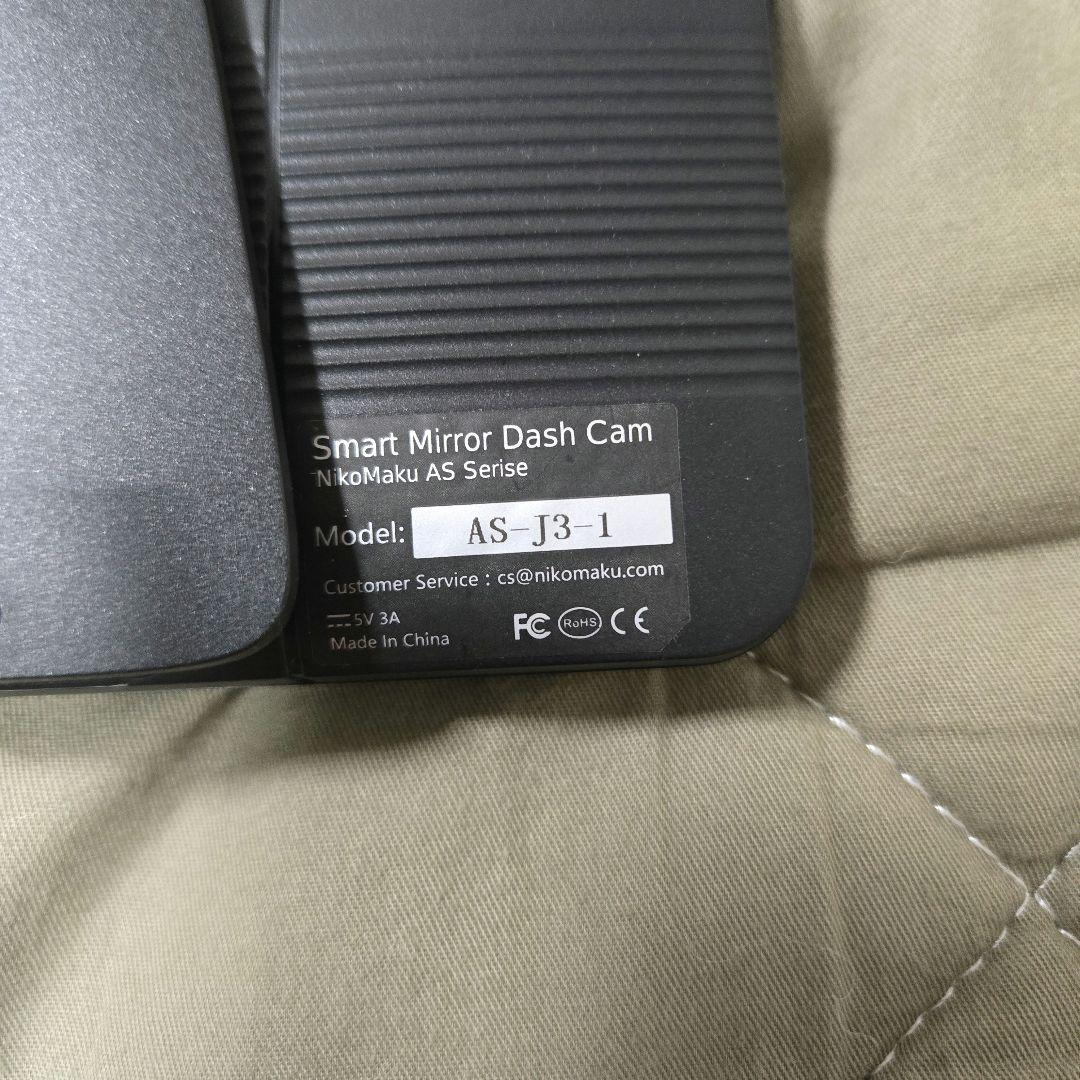 Smart Mirror Dash Cam
NikoMaku AS Serise
Model: AS-J3-1
Customer Service : cs@nikomaku.com
5V 3A
Made In China
FC RoHS CE